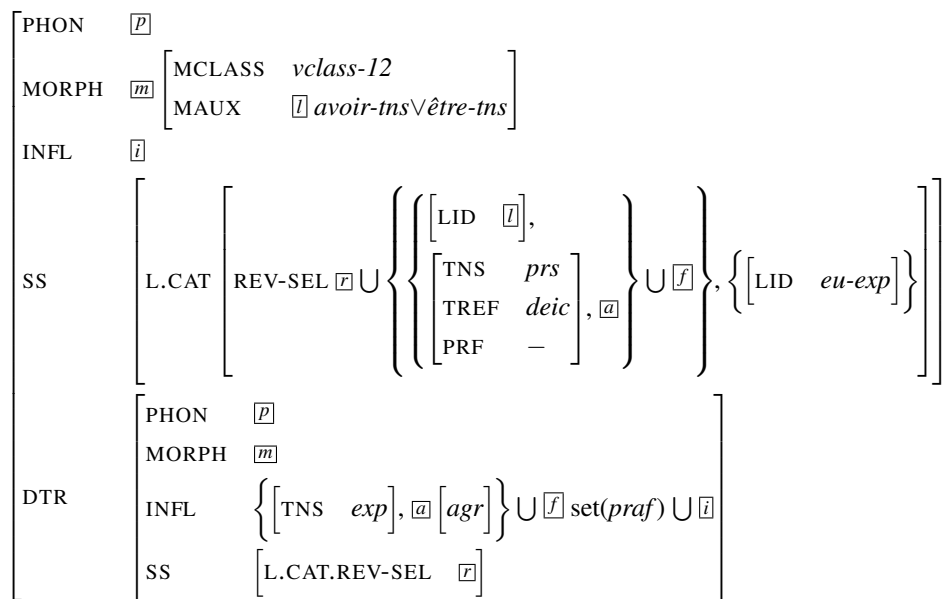 PHON p
MORPH m [MCLASS vclass-12
MAUX l avoir-tns∨être-tns]
INFL i
SS [L.CAT [REV-SEL r ∪ { { [LID l],
[TNS prs
TREF deic
PRF −], a } ∪ f }, { [LID eu-exp] } ] ]
DTR [PHON p
MORPH m
INFL { [TNS exp], a [agr] } ∪ f set(praf) ∪ i
SS [L.CAT.REV-SEL r] ]